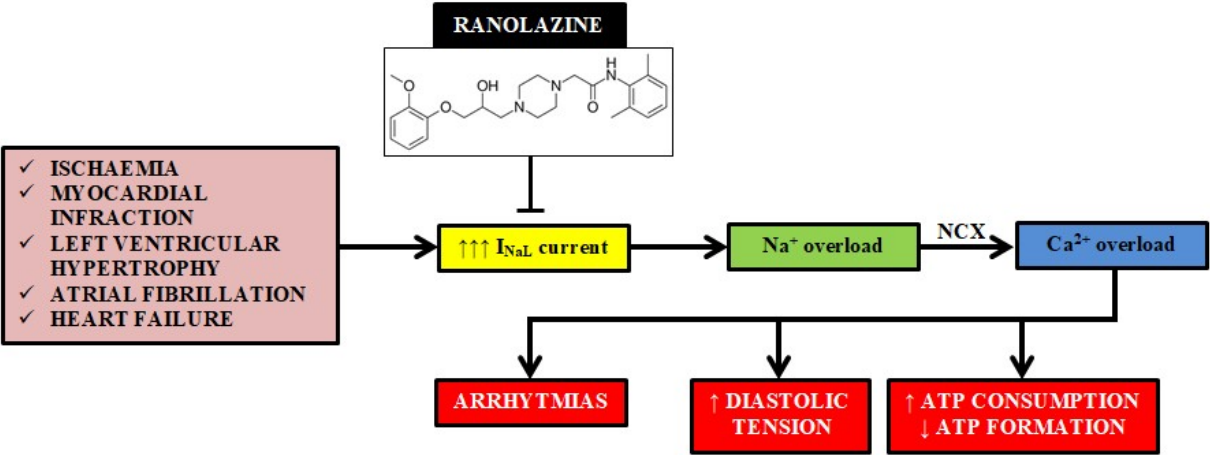 RANOLAZINE
O
O
OH
N
N
O
H
N
✓ ISCHAEMIA
✓ MYOCARDIAL
INFRACTION
✓ LEFT VENTRICULAR
HYPERTROPHY
✓ ATRIAL FIBRILLATION
✓ HEART FAILURE
↑↑↑ I_NaL current
Na⁺ overload
NCX
Ca²⁺ overload
ARRHYTMIAS
↑ DIASTOLIC
TENSION
↑ ATP CONSUMPTION
↓ ATP FORMATION